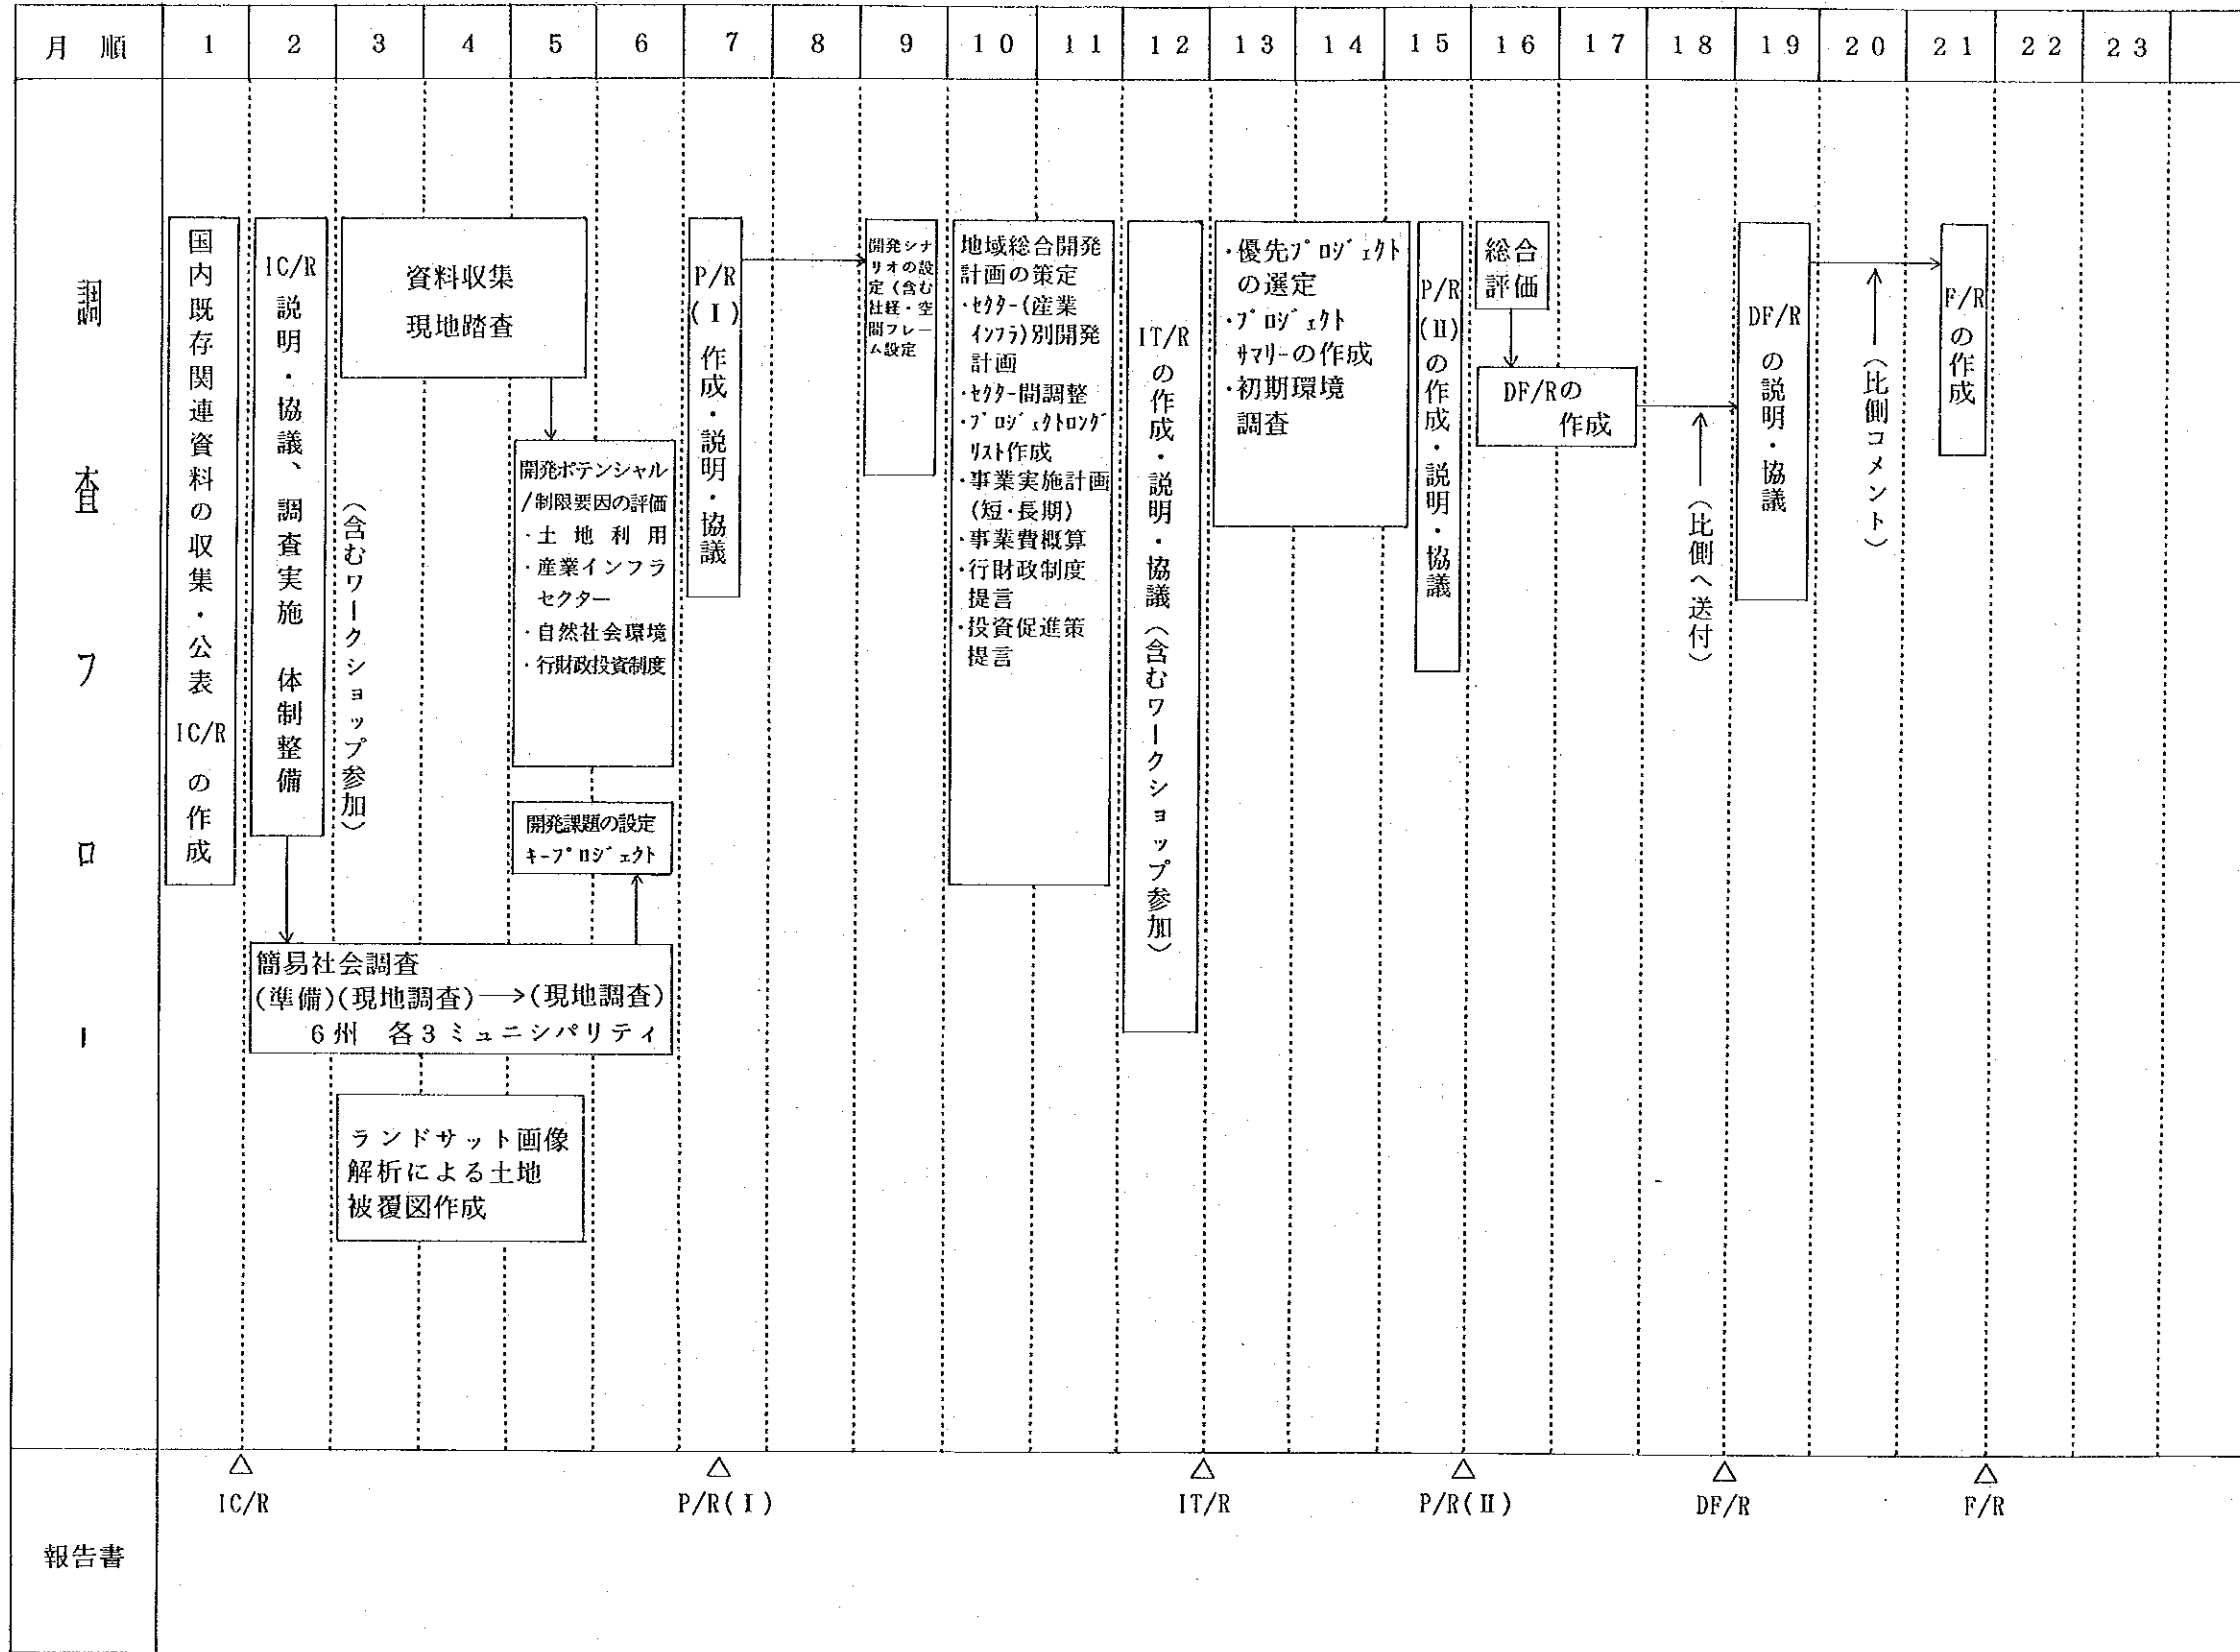 月 順 1 2 3 4 5 6 7 8 9 10 11 12 13 14 15 16 17 18 19 20 21 22 23
調査フロー
国内既存関連資料の収集・公表 IC/R の作成
IC/R 説明・協議、調査実施 体制整備
(含むワークショップ参加)
資料収集
現地踏査
開発ポテンシャル
/制限要因の評価
・土地利用
・産業インフラ
セクター
・自然社会環境
・行財政投資制度
開発課題の設定
キープロジェクト
簡易社会調査
(準備)(現地調査)→(現地調査)
6州 各3ミュニシパリティ
ランドサット画像
解析による土地
被覆図作成
P/R(I) 作成・説明・協議
開発シナ
リオの設
定(含む
社経・空
間フレー
ム設定
地域総合開発
計画の策定
・セクター(産業
インフラ)別開発
計画
・セクター間調整
・プロジェクトロング
リスト作成
・事業実施計画
(短・長期)
・事業費概算
・行財政制度
提言
・投資促進策
提言
IT/R の作成・説明・協議(含むワークショップ参加)
・優先プロジェクト
の選定
・プロジェクト
サマリーの作成
・初期環境
調査
P/R(II)の作成・説明・協議
総合
評価
DF/Rの
作成
(比側へ送付)
DF/R の説明・協議
(比側コメント)
F/Rの作成
報告書
IC/R P/R(I) IT/R P/R(II) DF/R F/R